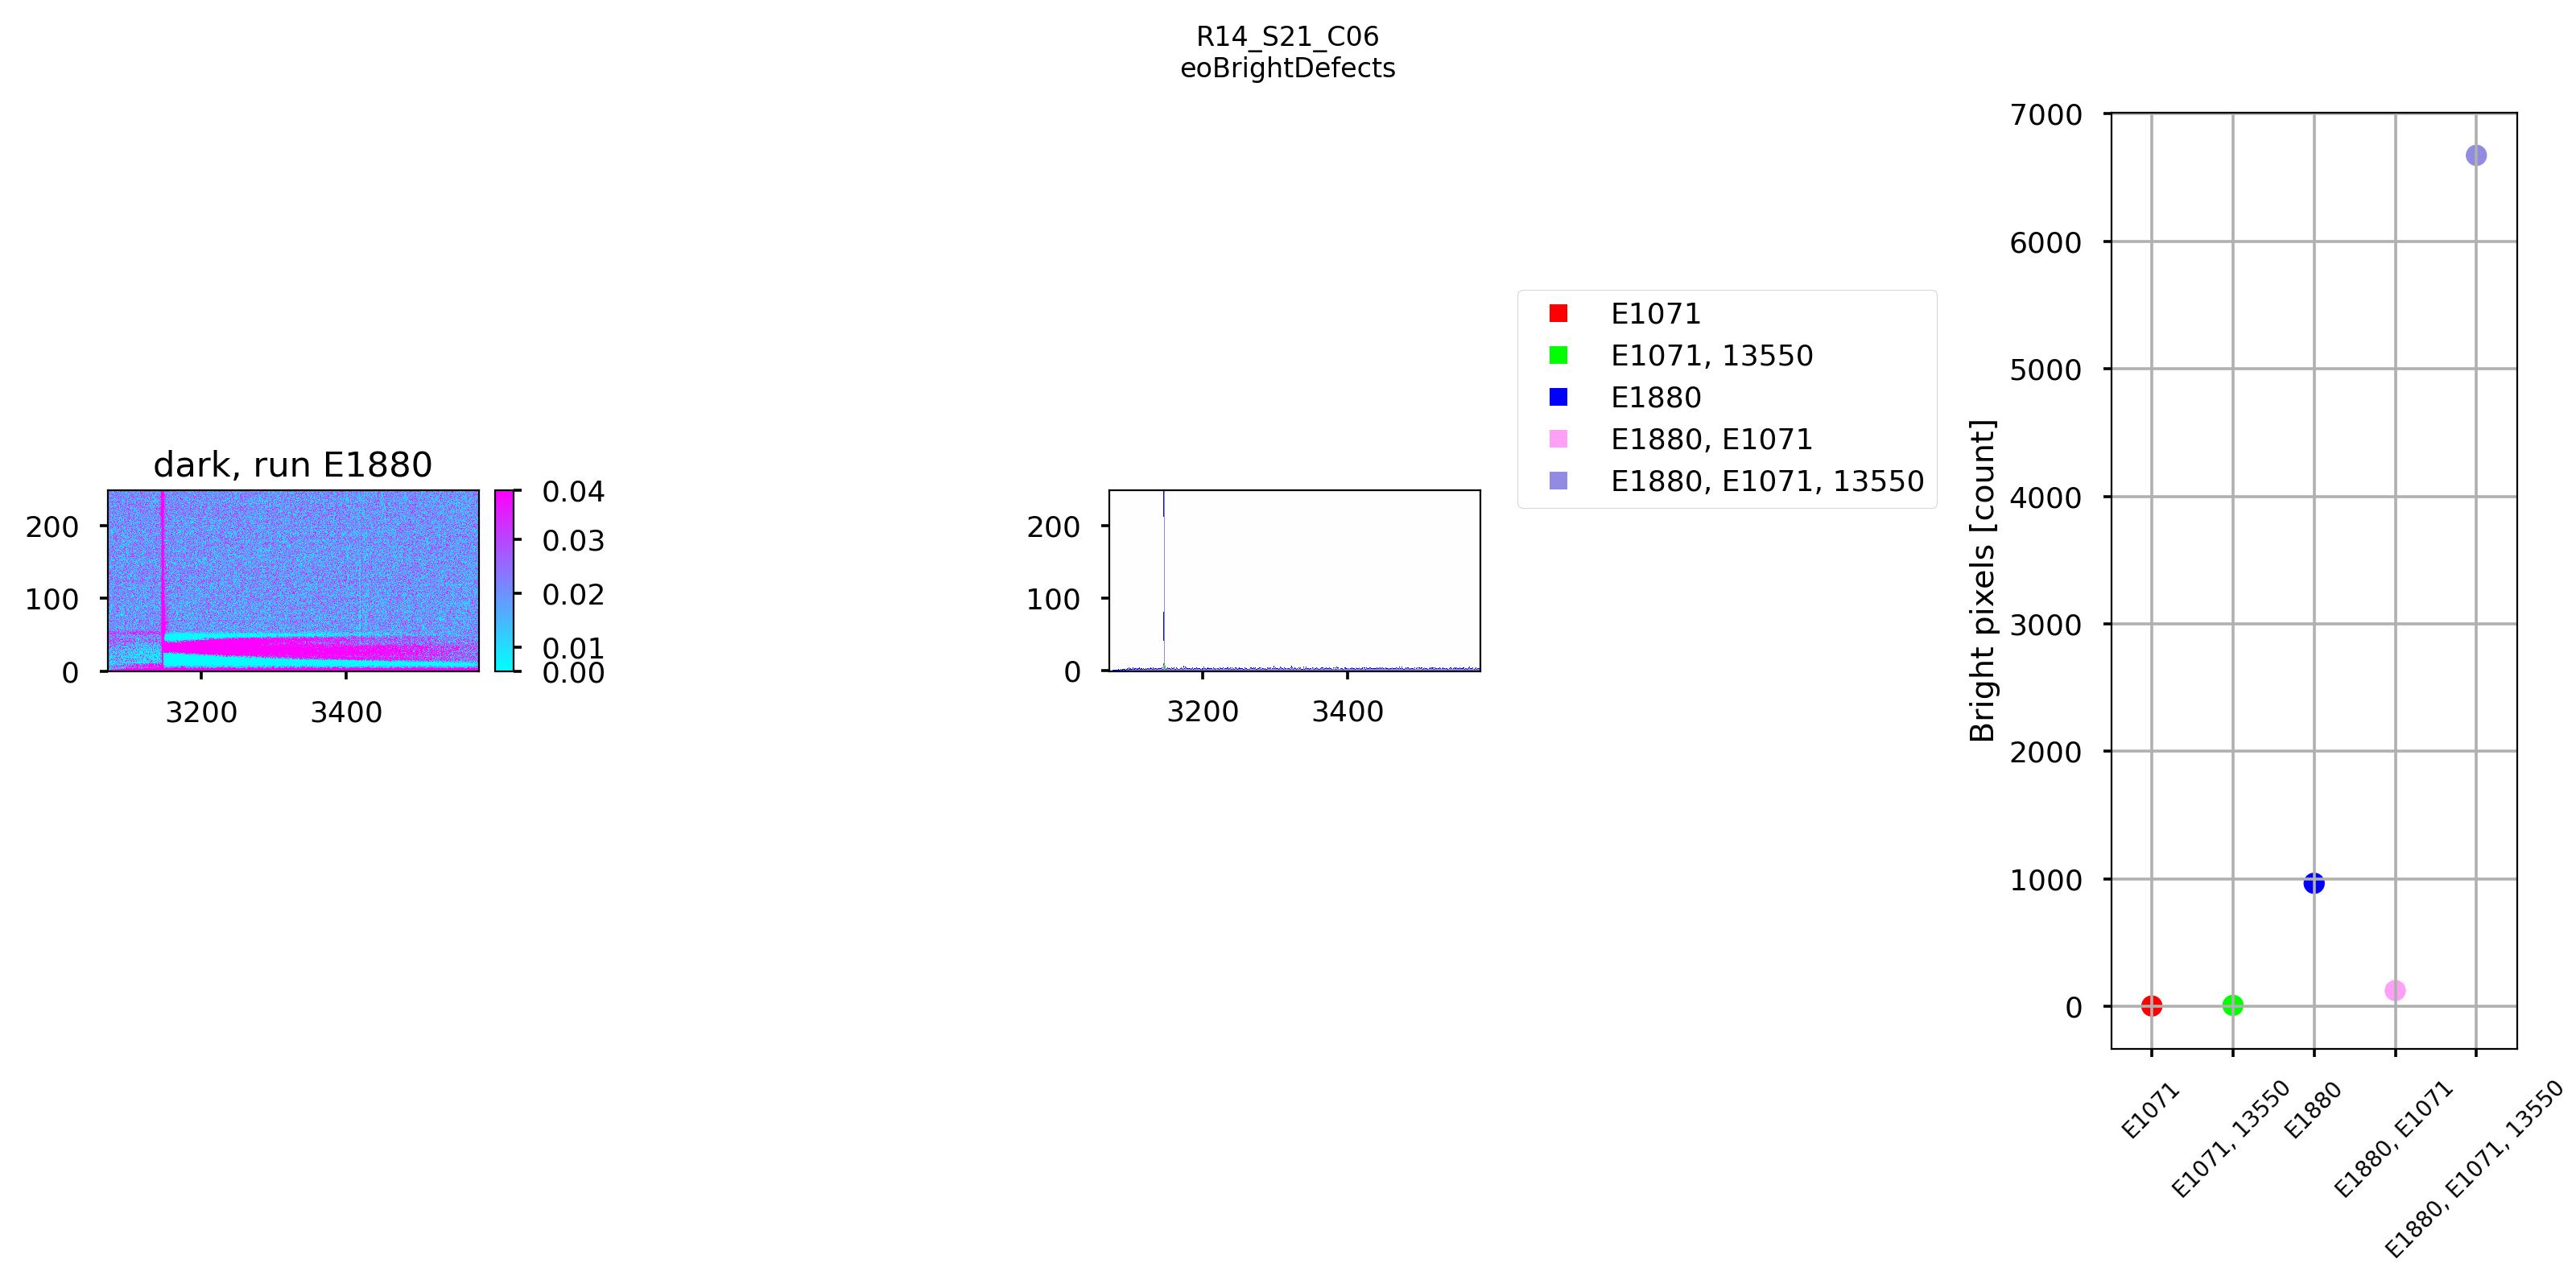 R14_S21_C06
eoBrightDefects
dark, run E1880
200
100
0
3200
3400
0.04
0.03
0.02
0.01
0.00
200
100
0
3200
3400
E1071
E1071, 13550
E1880
E1880, E1071
E1880, E1071, 13550
Bright pixels [count]
7000
6000
5000
4000
3000
2000
1000
0
E1071
E1071, 13550
E1880
E1880, E1071
E1880, E1071, 13550